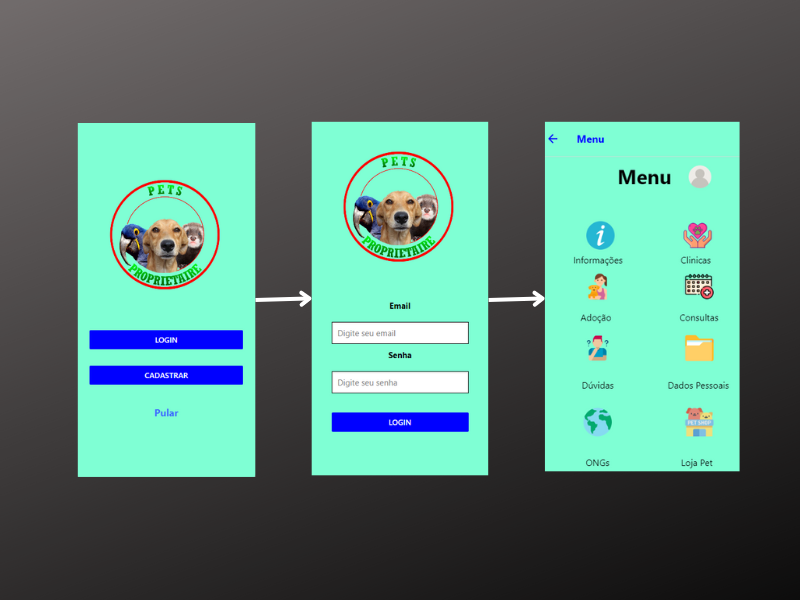 PETS
PROPRIETAIRE
LOGIN
CADASTRAR
Pular
PETS
PROPRIETAIRE
Email
Digite seu email
Senha
Digite seu senha
LOGIN
Menu
Menu
Informações
Clinicas
Adoção
Consultas
Dúvidas
Dados Pessoais
PET SHOP
ONGs
Loja Pet